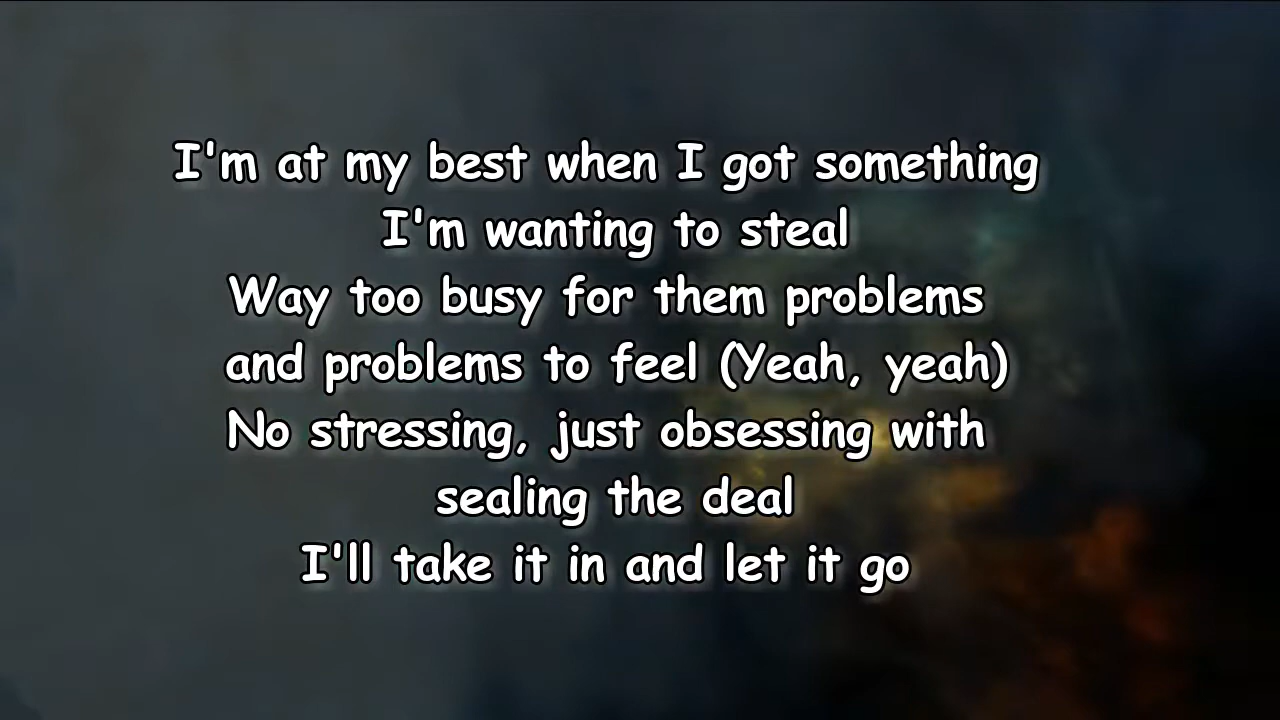 I'm at my best when I got something
I'm wanting to steal
Way too busy for them problems
and problems to feel (Yeah, yeah)
No stressing, just obsessing with
sealing the deal
I'll take it in and let it go